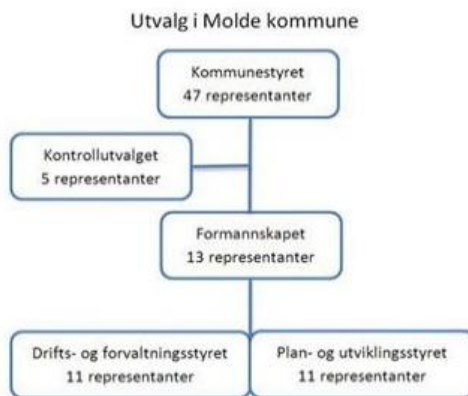 Utvalg i Molde kommune
Kommunestyret
47 representanter
Kontrollutvalget
5 representanter
Formannskapet
13 representanter
Drifts- og forvaltningsstyret
11 representanter
Plan- og utviklingsstyret
11 representanter